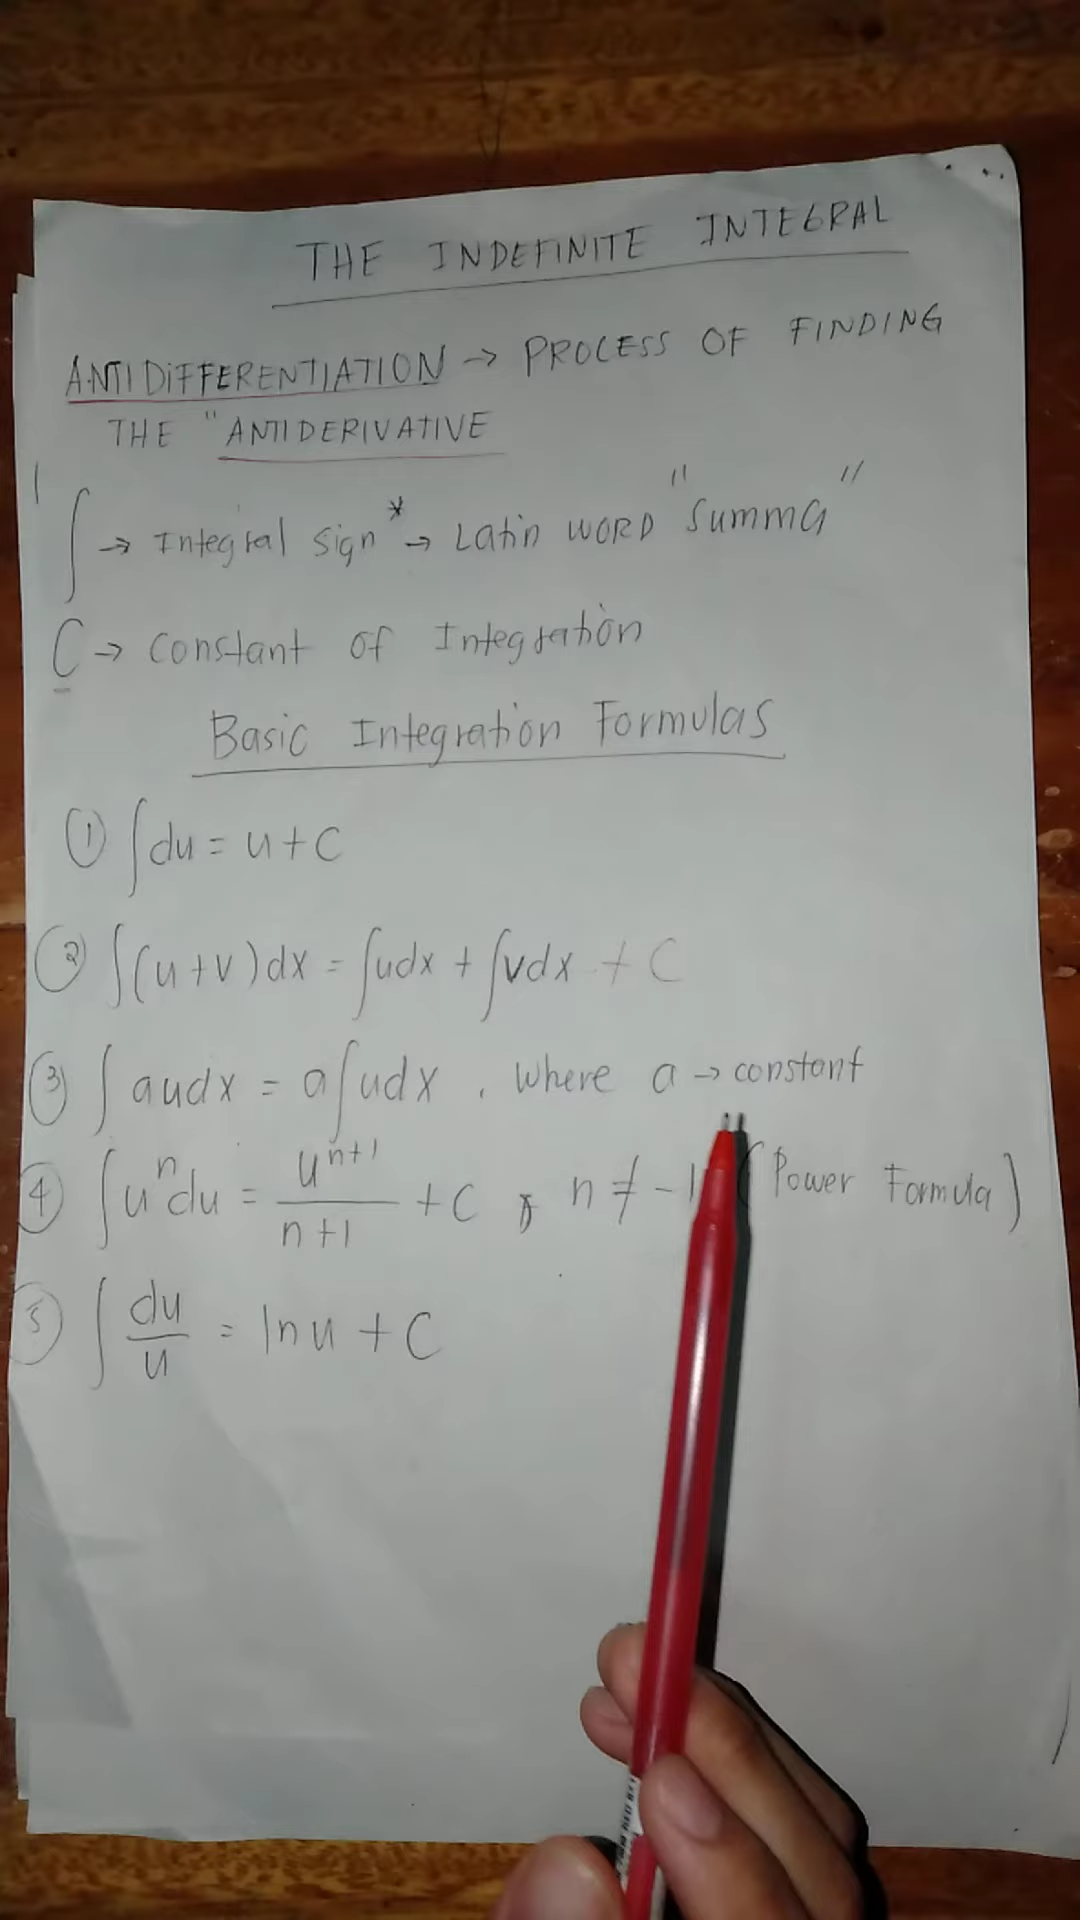 THE INDEFINITE INTEGRAL
ANTIDIFFERENTIATION → PROCESS OF FINDING
THE "ANTIDERIVATIVE
∫ → Integral Sign* → Latin WORD "Summa"
C → Constant of Integration
Basic Integration Formulas
① ∫du = u + C
② ∫(u+v)dx = ∫udx + ∫vdx + C
③ ∫audx = a∫udx, where a → constant
④ ∫uⁿdu = uⁿ⁺¹/n+1 + C, n ≠ -1 (Power Formula)
⑤ ∫du/u = ln u + C